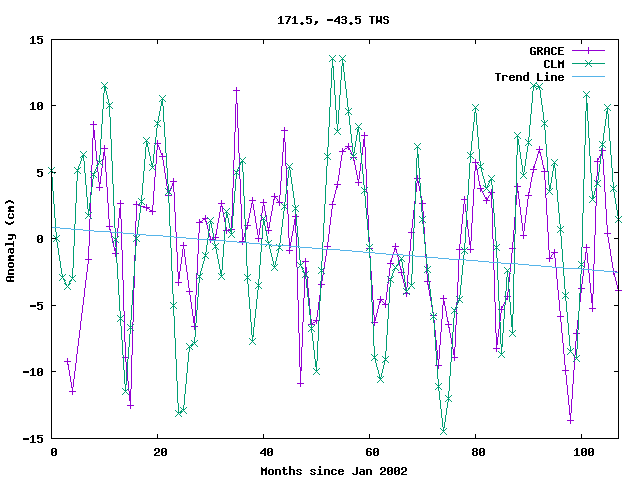 171.5, -43.5 TWS
GRACE
CLM
Trend Line
15
10
5
0
-5
-10
-15
Anomaly (cm)
0 20 40 60 80 100
Months since Jan 2002